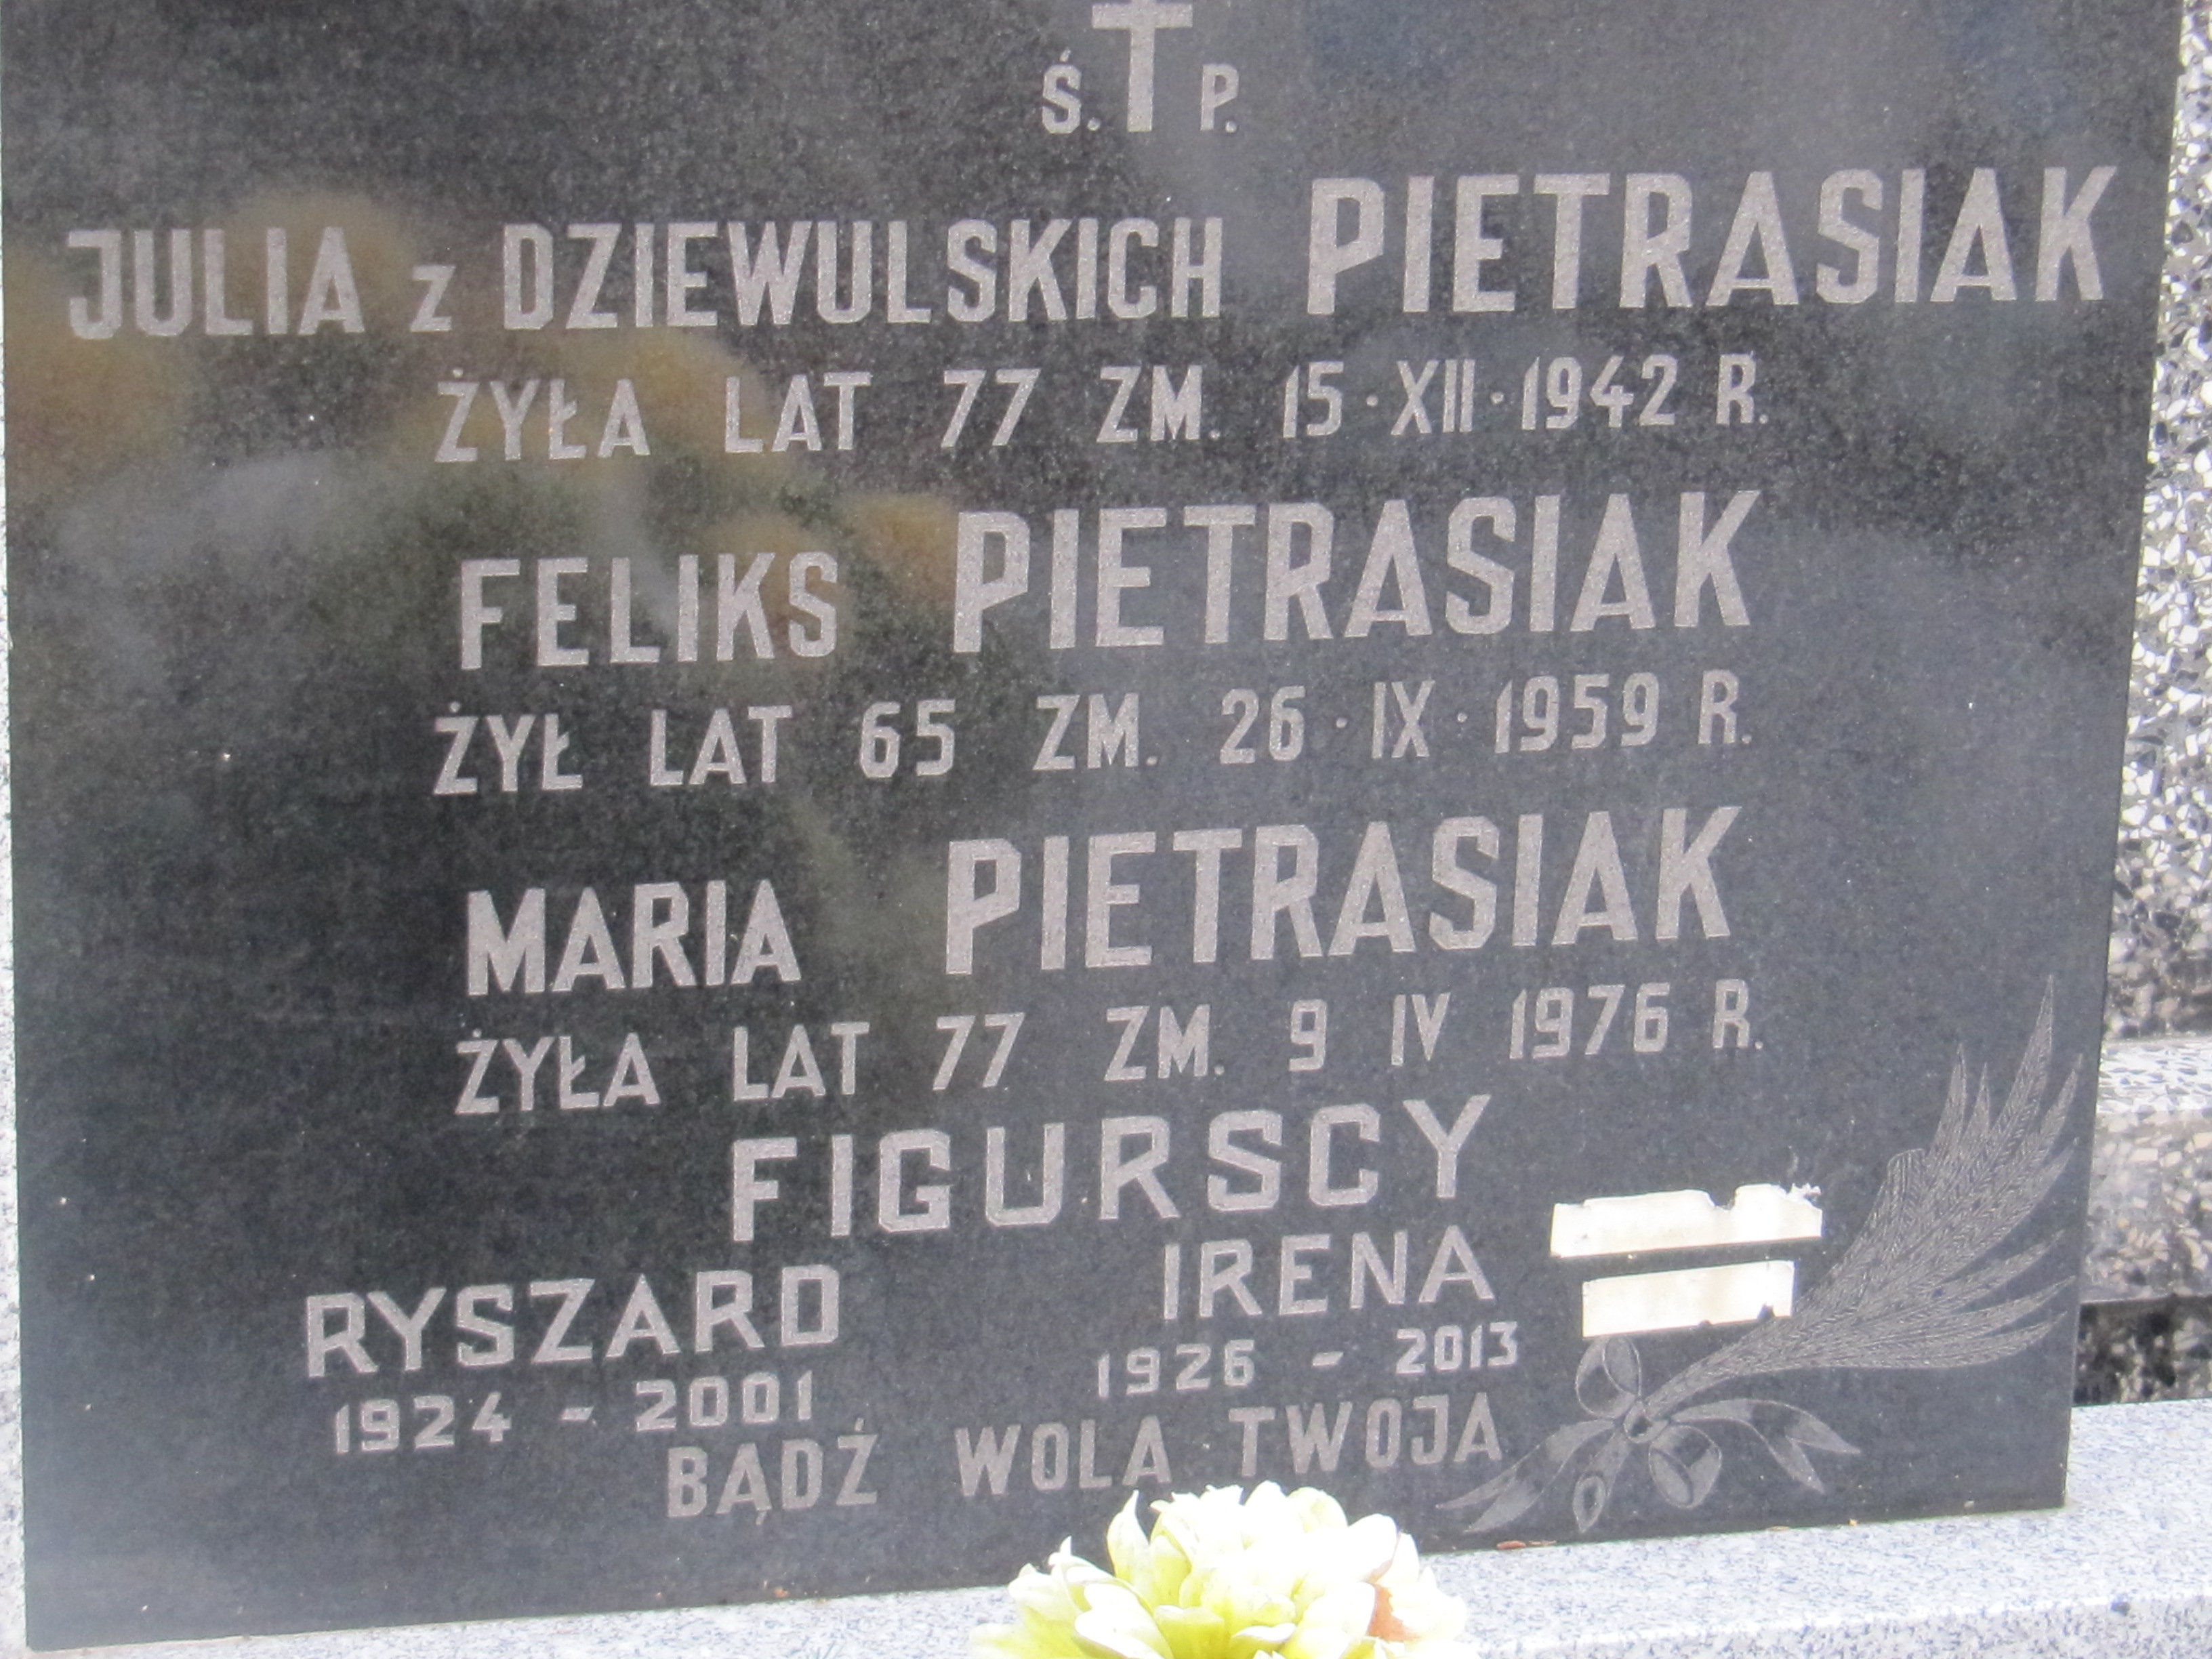 Ś. P.
JULIA z DZIEWULSKICH PIETRASIAK
ŻYŁA LAT 77 ZM. 15·XII·1942 R.
FELIKS PIETRASIAK
ŻYŁ LAT 65 ZM. 26·IX·1959 R.
MARIA PIETRASIAK
ŻYŁA LAT 77 ZM. 9 IV 1976 R.
FIGURSCY
RYSZARD IRENA
1924 - 2001 1926 - 2013
BĄDŹ WOLA TWOJA